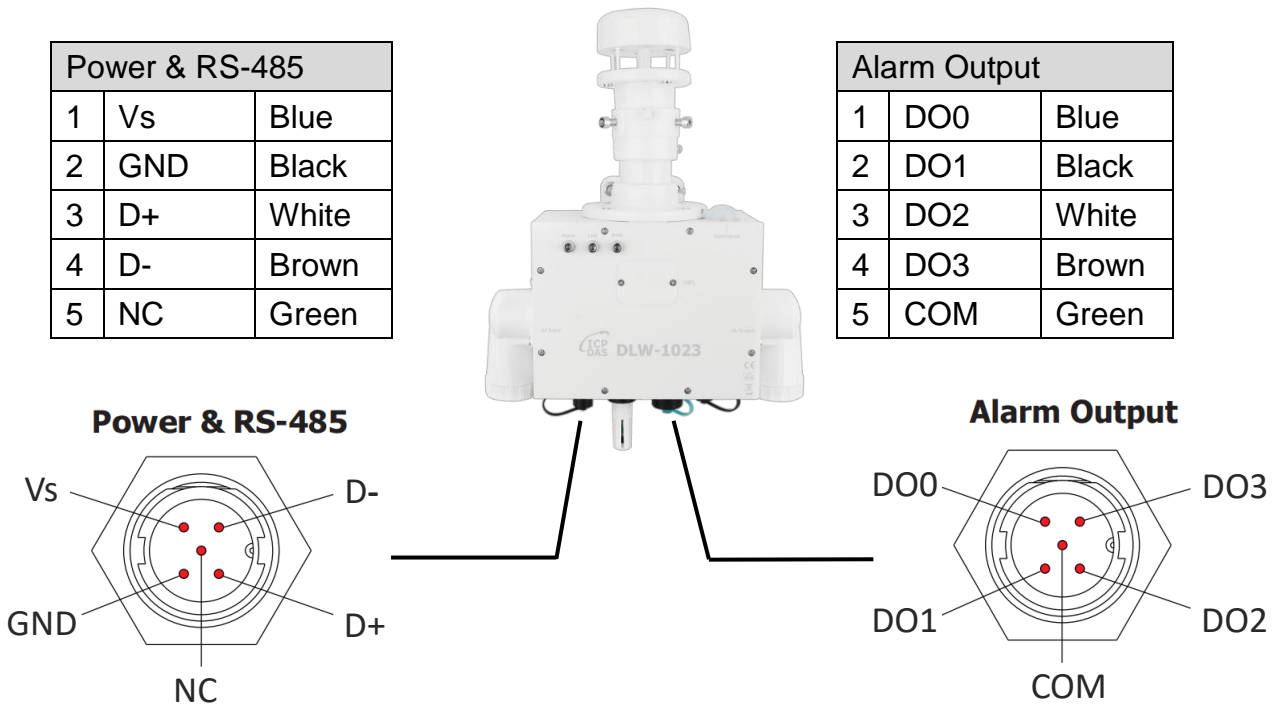 Power & RS-485
1 Vs Blue
2 GND Black
3 D+ White
4 D- Brown
5 NC Green
Alarm Output
1 DO0 Blue
2 DO1 Black
3 DO2 White
4 DO3 Brown
5 COM Green
ICP DAS DLW-1023
Power & RS-485
Vs
D-
GND
D+
NC
Alarm Output
DO0
DO3
DO1
DO2
COM